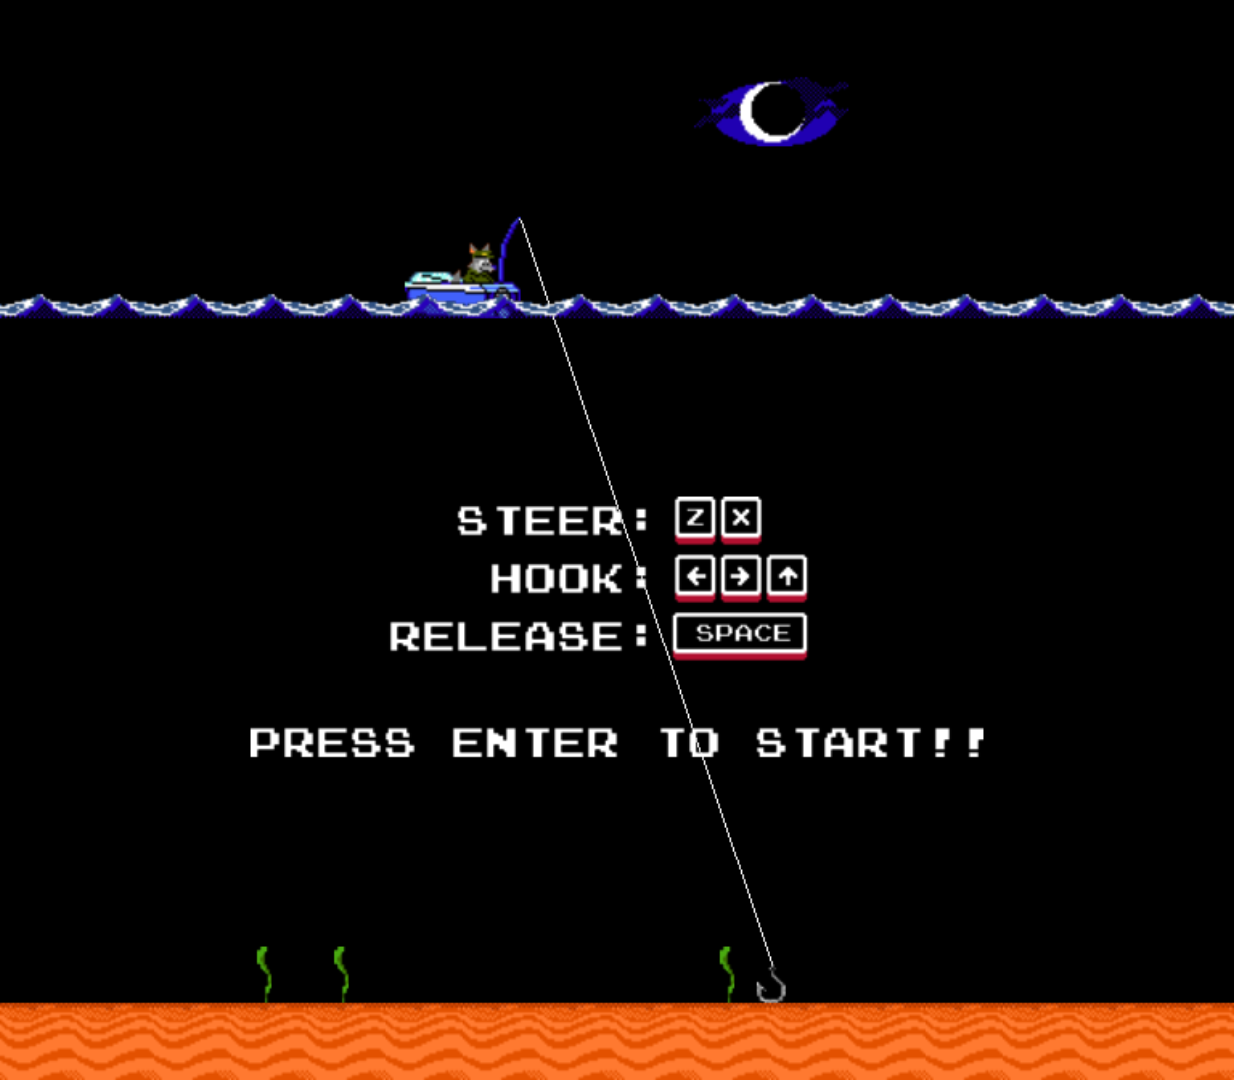 STEER: Z X
HOOK: ← → ↑
RELEASE: SPACE
PRESS ENTER TO START!!